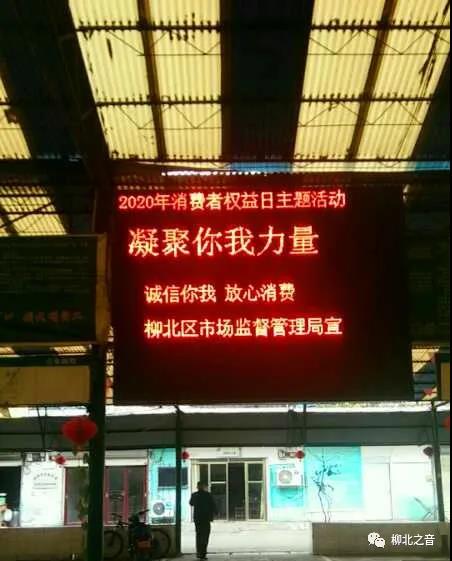 2020年消费者权益日主题活动
凝聚你我力量
诚信你我 放心消费
柳北区市场监督管理局宣
柳北之音